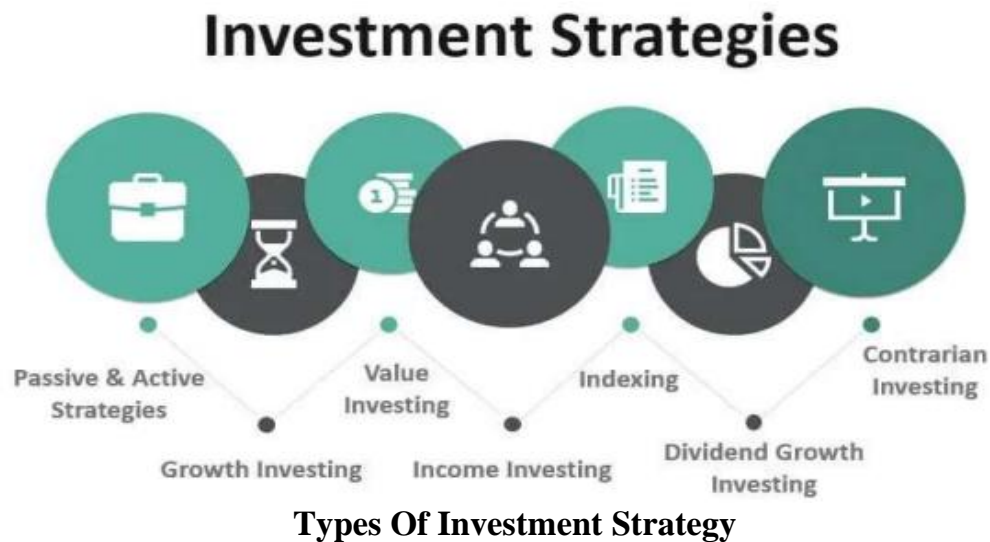 Investment Strategies
1
Passive & Active
Strategies
Growth Investing
Value
Investing
Income Investing
Indexing
Dividend Growth
Investing
Contrarian
Investing
Types Of Investment Strategy